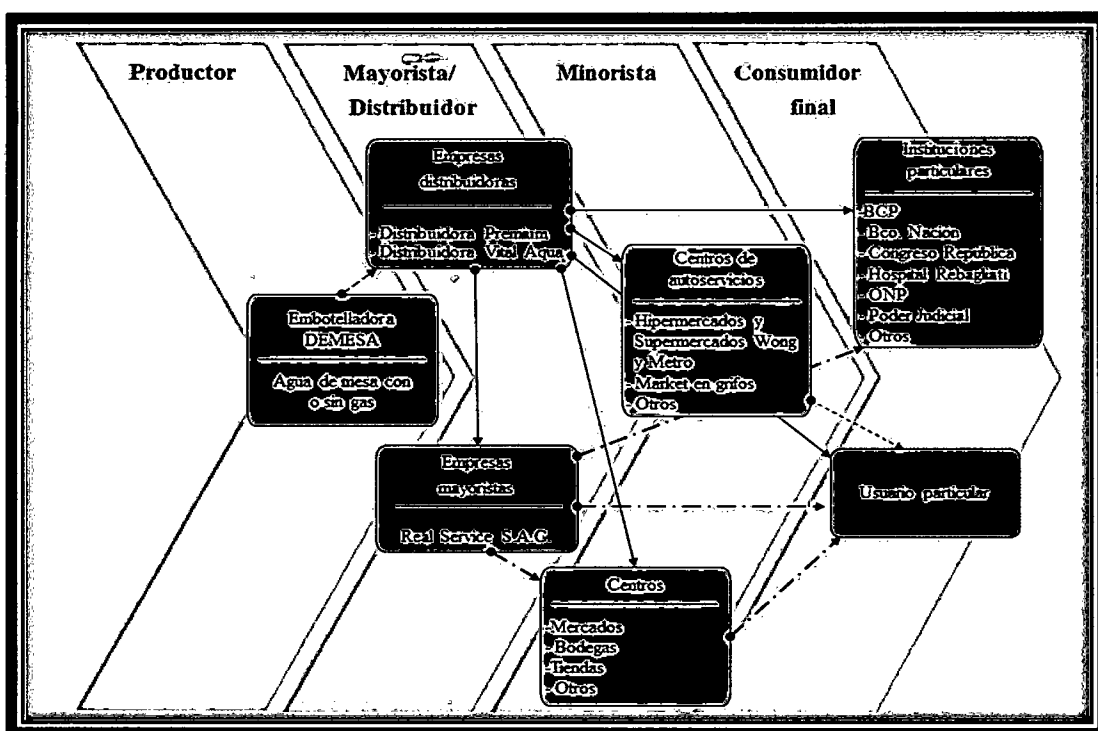 Productor
Mayorista/
Distribuidor
Minorista
Consumidor
final
Empresas
distribuidoras
-Distribuidora Premium
-Distribuidora Vital Aqua
Instituciones
particulares
-BCP
-Bco. Nación
-Congreso República
-Hospital Rebagliati
-ONP
-Poder Judicial
-Otros
Centros de
autoservicios
-Hipermercados y
Supermercados Wong
y Metro
-Market en grifos
-Otros
Embotelladora
DEMESA
Agua de mesa con
o sin gas
Empresas
mayoristas
Real Service S.A.C.
Usuario particular
Centros
-Mercados
-Bodegas
-Tiendas
-Otros